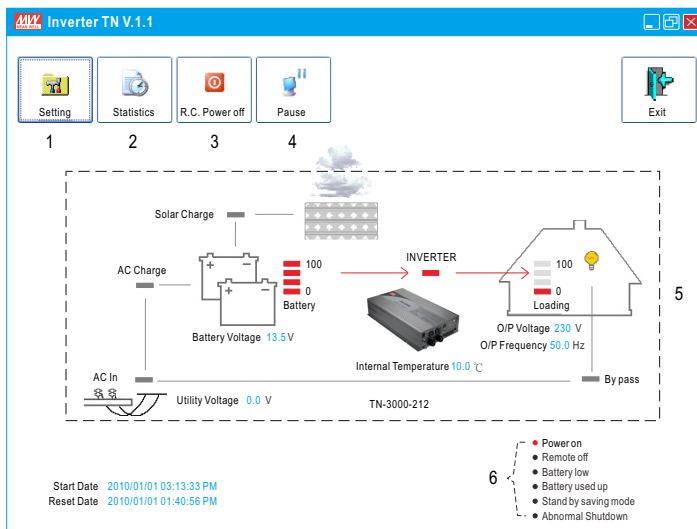 MW
MEAN WELL
Inverter TN V.1.1
Setting
Statistics
R.C. Power off
Pause
Exit
1
2
3
4
Solar Charge
AC Charge
+ -
+ -
100
0
Battery
INVERTER
100
0
Loading
5
Battery Voltage 13.5 V
O/P Voltage 230 V
O/P Frequency 50.0 Hz
Internal Temperature 10.0 °C
AC In
Utility Voltage 0.0 V
By pass
TN-3000-212
6
Power on
Remote off
Battery low
Battery used up
Stand by saving mode
Abnormal Shutdown
Start Date 2010/01/01 03:13:33 PM
Reset Date 2010/01/01 01:40:56 PM